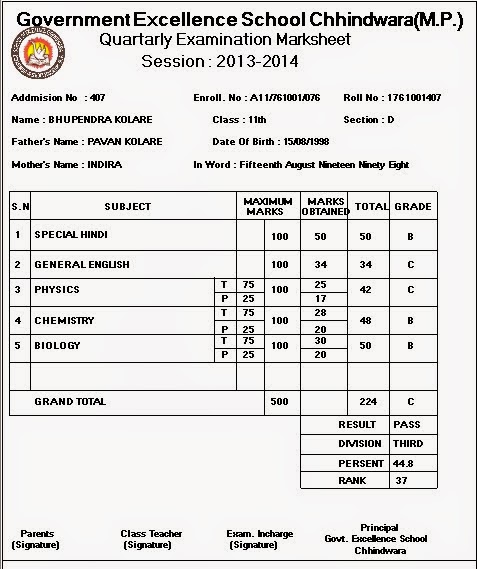 Government Excellence School Chhindwara(M.P.)
Quartarly Examination Marksheet
Session : 2013-2014
Addmision No : 407 Enroll. No : A11/761001/076 Roll No : 1761001407
Name : BHUPENDRA KOLARE Class : 11th Section : D
Father's Name : PAVAN KOLARE Date Of Birth : 15/08/1998
Mother's Name : INDIRA In Word : Fifteenth August Nineteen Ninety Eight
S.N SUBJECT MAXIMUM MARKS MARKS OBTAINED TOTAL GRADE
1 SPECIAL HINDI 100 50 50 B
2 GENERAL ENGLISH 100 34 34 C
3 PHYSICS T 75 100 25 42 C
P 25 17
4 CHEMISTRY T 75 100 28 48 B
P 25 20
5 BIOLOGY T 75 100 30 50 B
P 25 20
GRAND TOTAL 500 224 C
RESULT PASS
DIVISION THIRD
PERSENT 44.8
RANK 37
Parents Class Teacher Exam. Incharge Principal
(Signature) (Signature) (Signature) Govt. Excellence School
Chhindwara